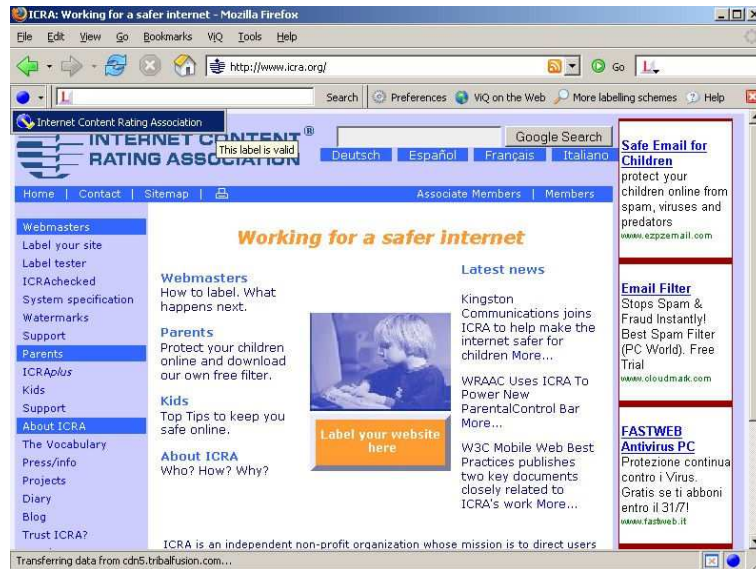 ICRA: Working for a safer internet - Mozilla Firefox
File Edit View Go Bookmarks ViQ Tools Help
http://www.icra.org/
Go
Search
Preferences
ViQ on the Web
More labelling schemes
Help
Internet Content Rating Association
INTERNET CONTENT ®
RATING ASSOCIATION
This label is valid
Google Search
Deutsch Español Français Italiano
Home | Contact | Sitemap |
Associate Members | Members
Webmasters
Label your site
Label tester
ICRAchecked
System specification
Watermarks
Support
Parents
ICRAplus
Kids
Support
About ICRA
The Vocabulary
Press/info
Projects
Diary
Blog
Trust ICRA?
Working for a safer internet
Webmasters
How to label. What
happens next.
Parents
Protect your children
online and download
our own free filter.
Kids
Top Tips to keep you
safe online.
About ICRA
Who? How? Why?
Label your website
here
Latest news
Kingston
Communications joins
ICRA to help make the
internet safer for
children More...
WRAAC Uses ICRA To
Power New
ParentalControl Bar
More...
W3C Mobile Web Best
Practices publishes
two key documents
closely related to
ICRA's work More...
ICRA is an independent non-profit organization whose mission is to direct users
Safe Email for
Children
protect your
children online from
spam, viruses and
predators
www.ezpzemail.com
Email Filter
Stops Spam &
Fraud Instantly!
Best Spam Filter
(PC World). Free
Trial
www.cloudmark.com
FASTWEB
Antivirus PC
Protezione continua
contro i Virus.
Gratis se ti abboni
entro il 31/7!
www.fastweb.it
Transferring data from cdn5.tribalfusion.com...